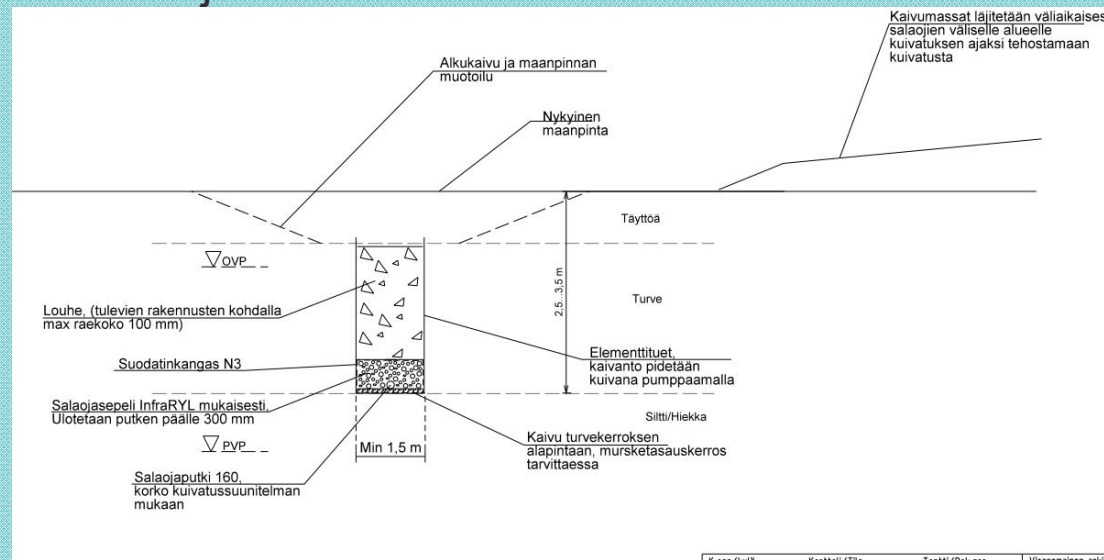 Kaivumassat läjitetään väliaikaises
salaojien väliselle alueelle
kuivatuksen ajaksi tehostamaan
kuivatusta
Alkukaivu ja maanpinnan
muotoilu
Nykyinen
maanpinta
Täyttöä
OVP
2,5...3,5 m
Turve
Louhe, (tulevien rakennusten kohdalla
max raekoko 100 mm)
Elementtituet,
kaivanto pidetään
kuivana pumppaamalla
Suodatinkangas N3
Salaojasepeli InfraRYL mukaisesti.
Ulotetaan putken päälle 300 mm
Siltti/Hiekka
PVP
Min 1,5 m
Kaivu turvekerroksen
alapintaan, mursketasauskerros
tarvittaessa
Salaojaputki 160,
korko kuivatussuunitelman
mukaan